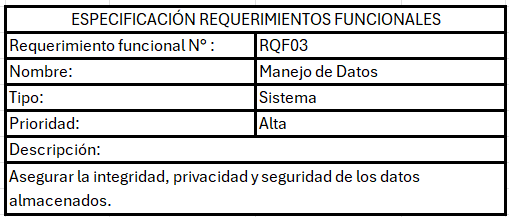 ESPECIFICACIÓN REQUERIMIENTOS FUNCIONALES
Requerimiento funcional N° : RQF03
Nombre: Manejo de Datos
Tipo: Sistema
Prioridad: Alta
Descripción:
Asegurar la integridad, privacidad y seguridad de los datos
almacenados.